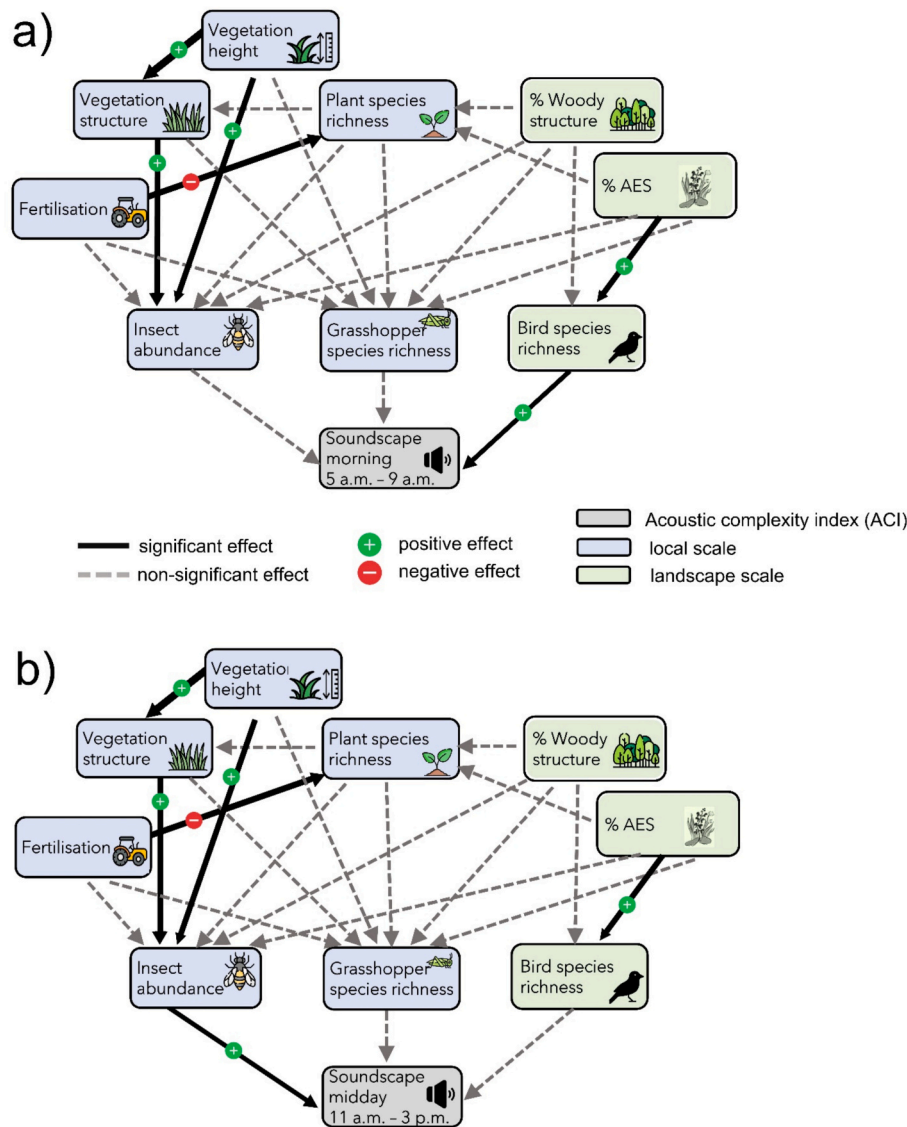 a)
Vegetation
height
Vegetation
structure
Plant species
richness
% Woody
structure
Fertilisation
% AES
Insect
abundance
Grasshopper
species richness
Bird species
richness
Soundscape
morning
5 a.m. – 9 a.m.
significant effect
non-significant effect
positive effect
negative effect
Acoustic complexity index (ACI)
local scale
landscape scale
b)
Vegetation
height
Vegetation
structure
Plant species
richness
% Woody
structure
Fertilisation
% AES
Insect
abundance
Grasshopper
species richness
Bird species
richness
Soundscape
midday
11 a.m. – 3 p.m.